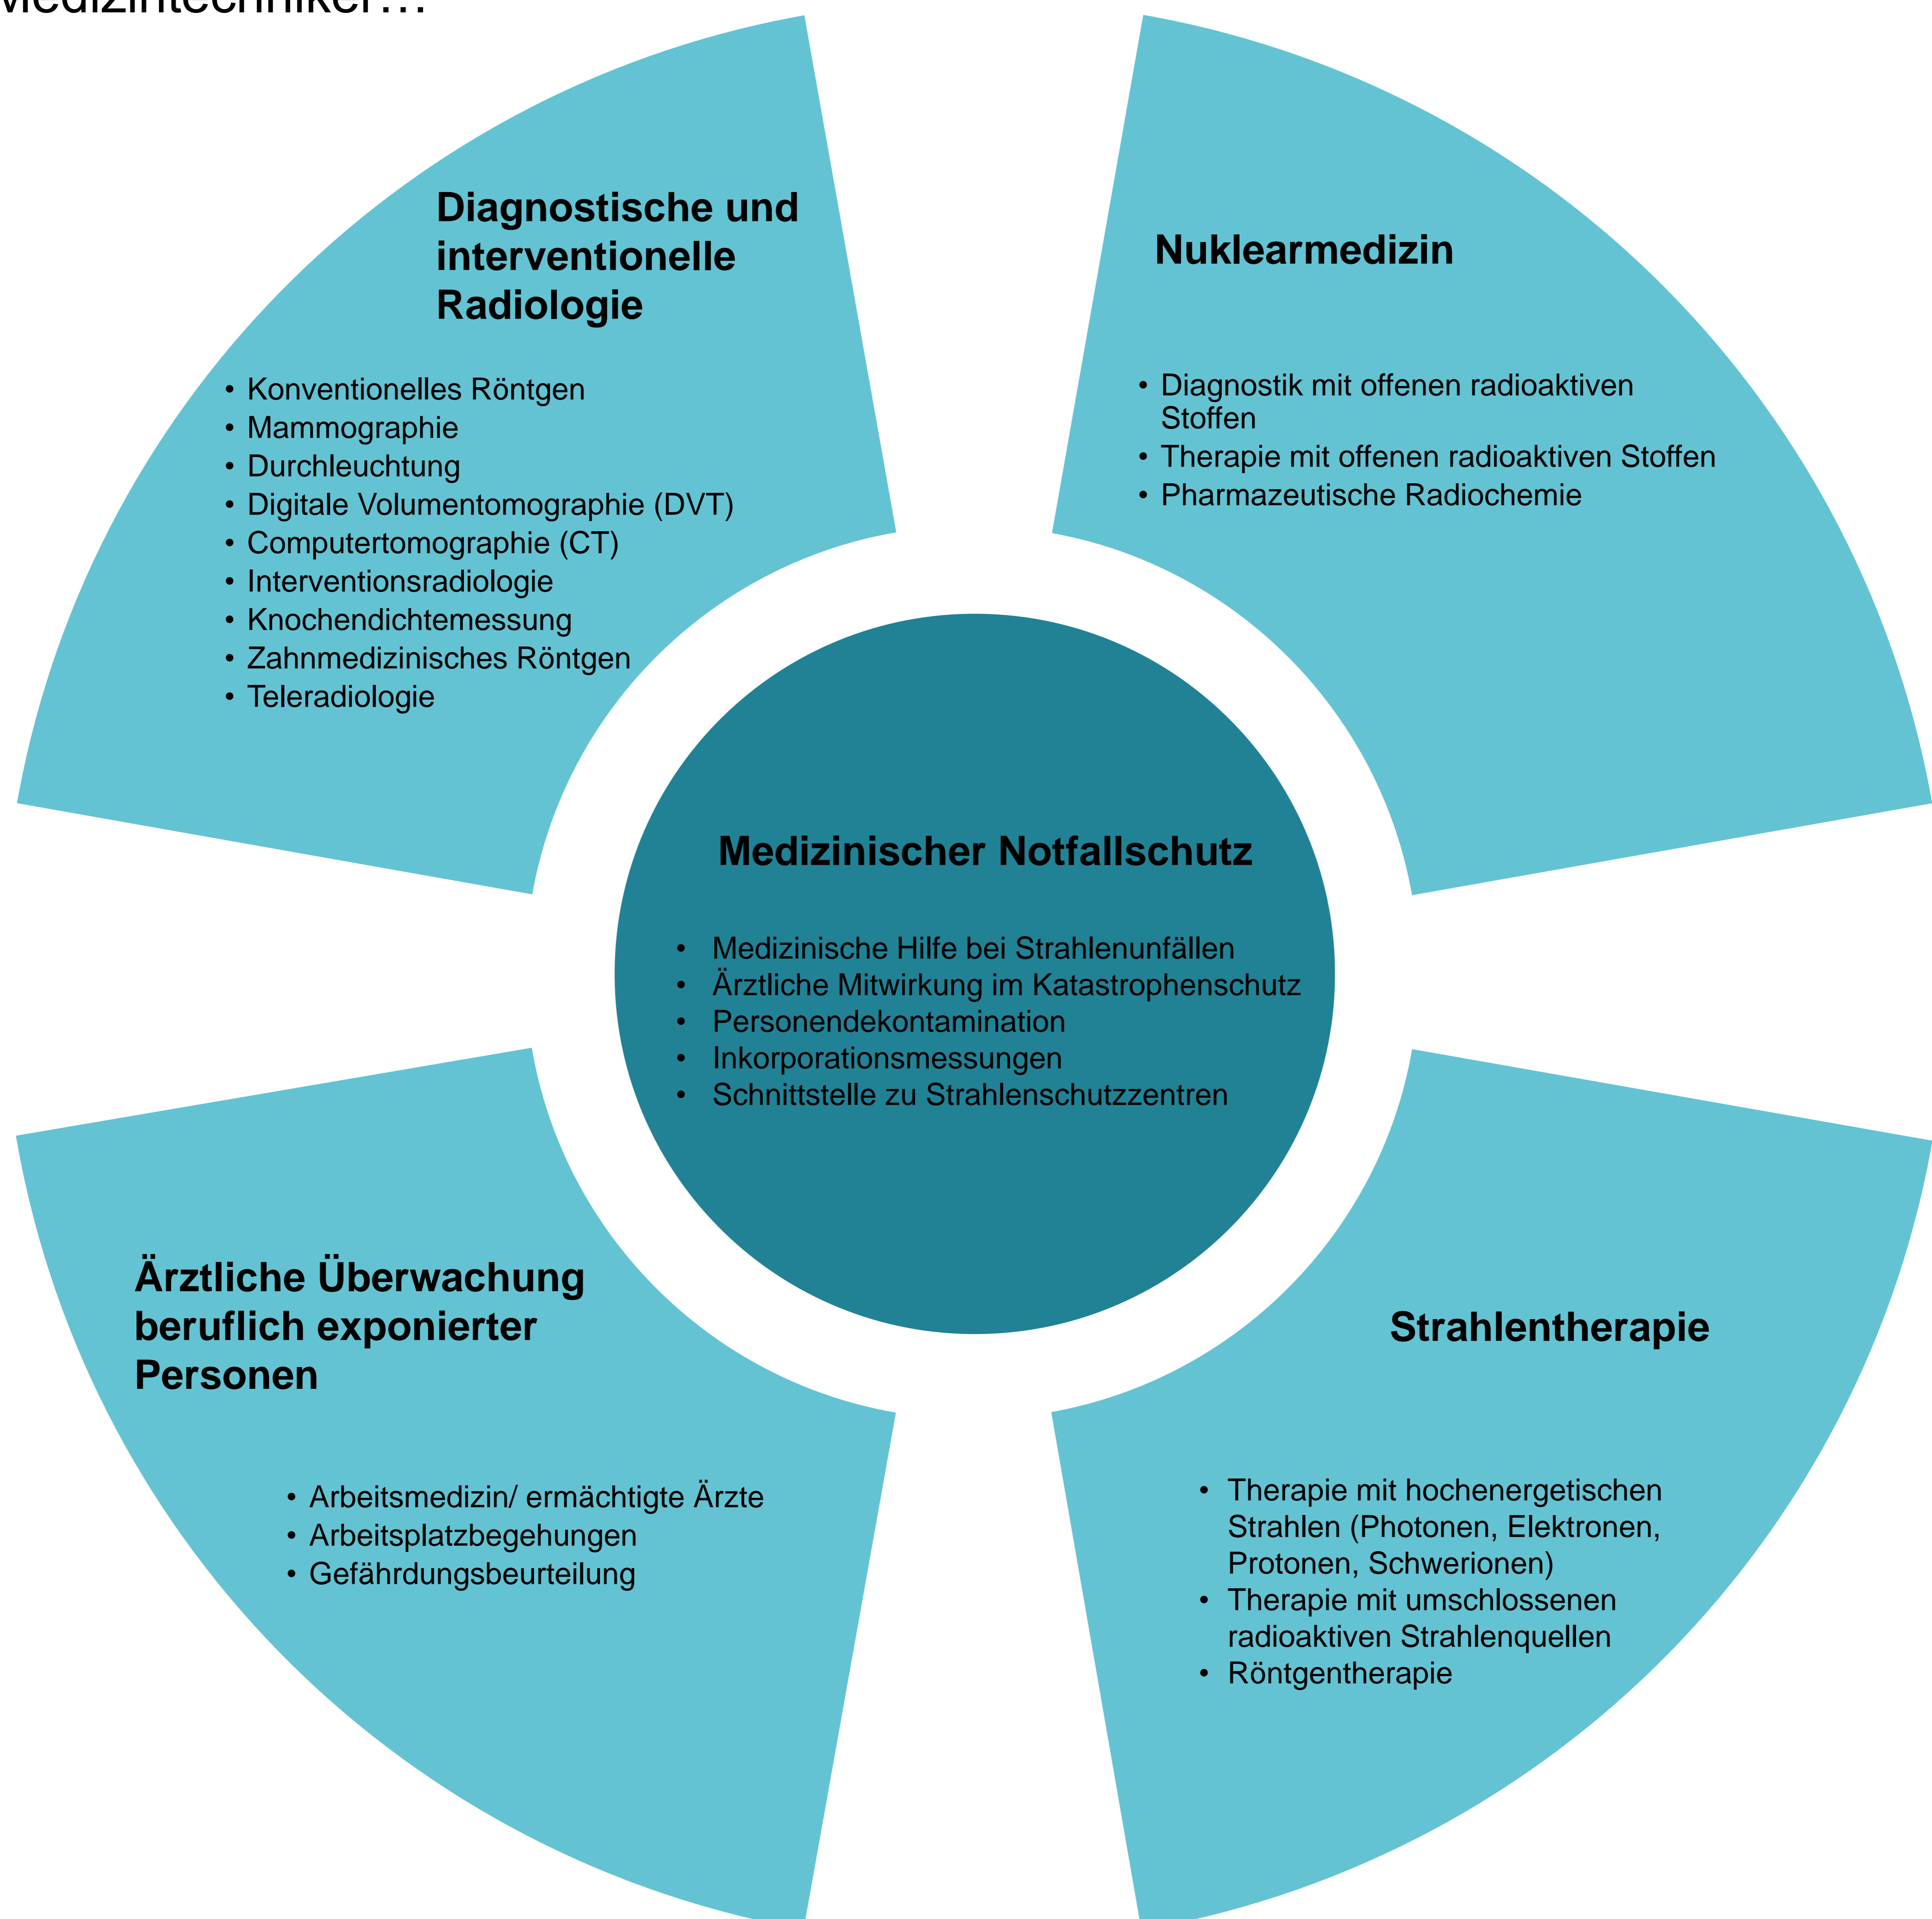 Medizintechniker…
Diagnostische und
interventionelle
Radiologie
• Konventionelles Röntgen
• Mammographie
• Durchleuchtung
• Digitale Volumentomographie (DVT)
• Computertomographie (CT)
• Interventionsradiologie
• Knochendichtemessung
• Zahnmedizinisches Röntgen
• Teleradiologie
Nuklearmedizin
• Diagnostik mit offenen radioaktiven
Stoffen
• Therapie mit offenen radioaktiven Stoffen
• Pharmazeutische Radiochemie
Medizinischer Notfallschutz
• Medizinische Hilfe bei Strahlenunfällen
• Ärztliche Mitwirkung im Katastrophenschutz
• Personendekontamination
• Inkorporationsmessungen
• Schnittstelle zu Strahlenschutzzentren
Ärztliche Überwachung
beruflich exponierter
Personen
• Arbeitsmedizin/ ermächtigte Ärzte
• Arbeitsplatzbegehungen
• Gefährdungsbeurteilung
Strahlentherapie
• Therapie mit hochenergetischen
Strahlen (Photonen, Elektronen,
Protonen, Schwerionen)
• Therapie mit umschlossenen
radioaktiven Strahlenquellen
• Röntgentherapie